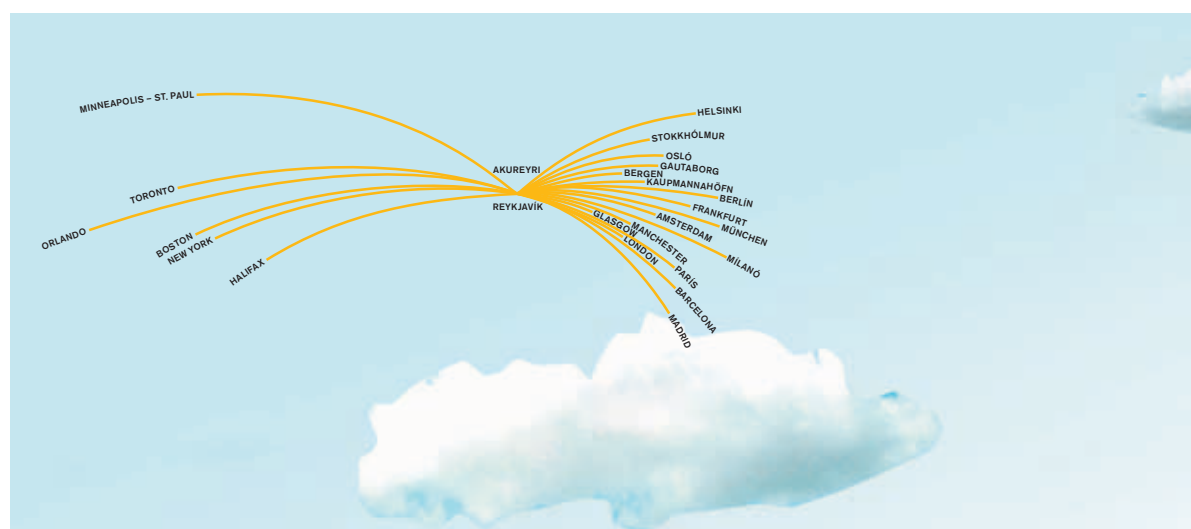 MINNEAPOLIS – ST. PAUL
TORONTO
ORLANDO
BOSTON
NEW YORK
HALIFAX
AKUREYRI
REYKJAVÍK
HELSINKI
STOKKHÓLMUR
OSLÓ
GAUTABORG
BERGEN
KAUPMANNAHÖFN
BERLÍN
FRANKFURT
MÜNCHEN
AMSTERDAM
MÍLANÓ
GLASGOW
MANCHESTER
LONDON
PARÍS
BARCELONA
MADRID